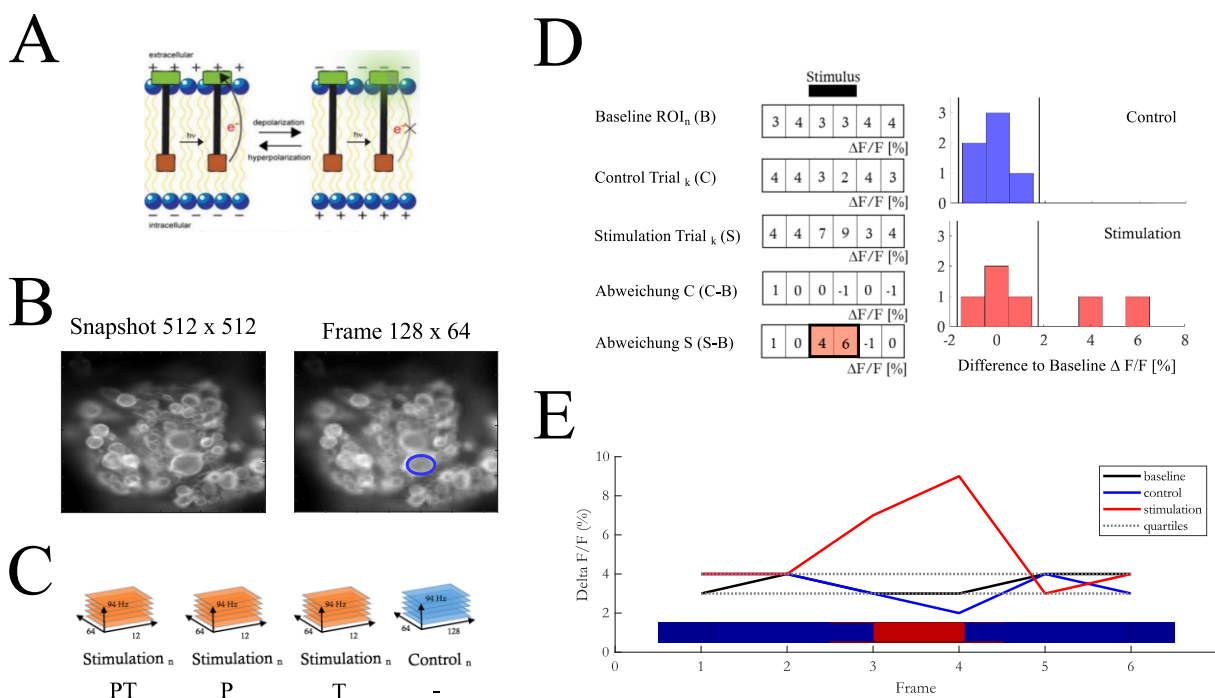 A
extracellular
+ + + + +
− − − − −
hν
e-
depolarization
hyperpolarization
hν
e-
− − − − −
intracellular
+ + + + +
B
Snapshot 512 x 512
Frame 128 x 64
C
94 Hz
64
12
Stimulation n
PT
94 Hz
64
12
Stimulation n
P
94 Hz
64
12
Stimulation n
T
94 Hz
64
128
Control n
-
D
Stimulus
Baseline ROIn (B)
3 4 3 3 4 4
ΔF/F [%]
Control Trial k (C)
4 4 3 2 4 3
ΔF/F [%]
Stimulation Trial k (S)
4 4 7 9 3 4
ΔF/F [%]
Abweichung C (C-B)
1 0 0 -1 0 -1
ΔF/F [%]
Abweichung S (S-B)
1 0 4 6 -1 0
ΔF/F [%]
Control
3
2
1
0
Stimulation
3
2
1
0
-2 0 2 4 6 8
Difference to Baseline Δ F/F [%]
E
10
8
6
4
2
0
Delta F/F (%)
baseline
control
stimulation
quartiles
0 1 2 3 4 5 6
Frame